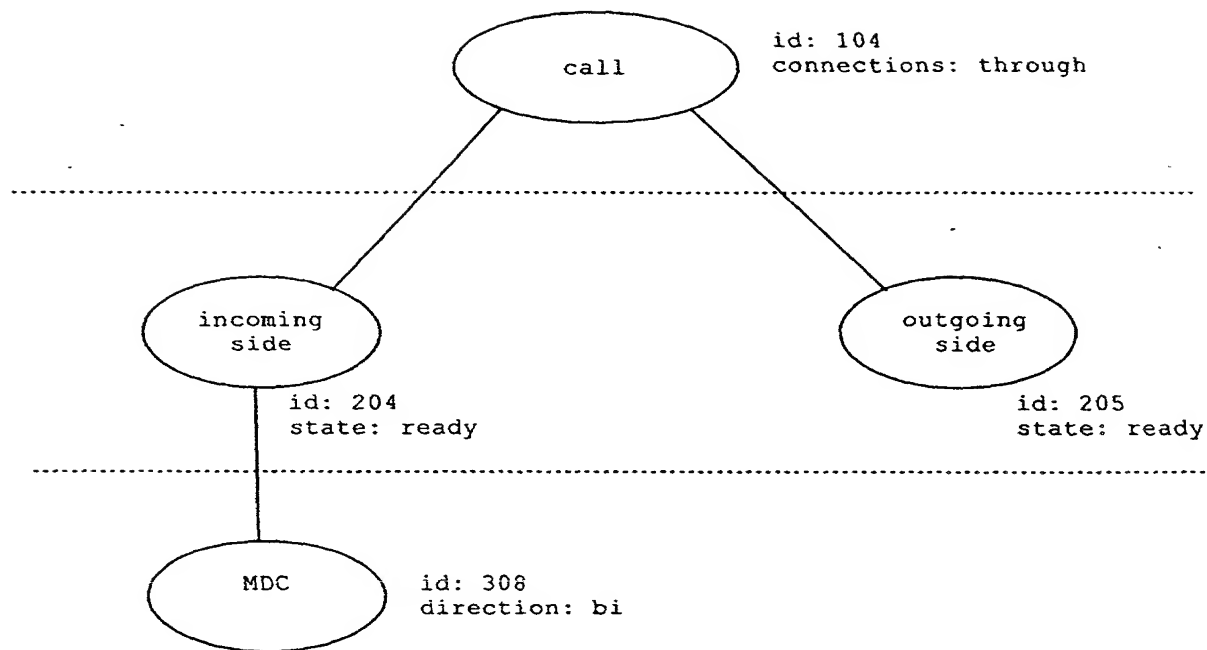 call
id: 104
connections: through
incoming
side
id: 204
state: ready
outgoing
side
id: 205
state: ready
MDC
id: 308
direction: bi